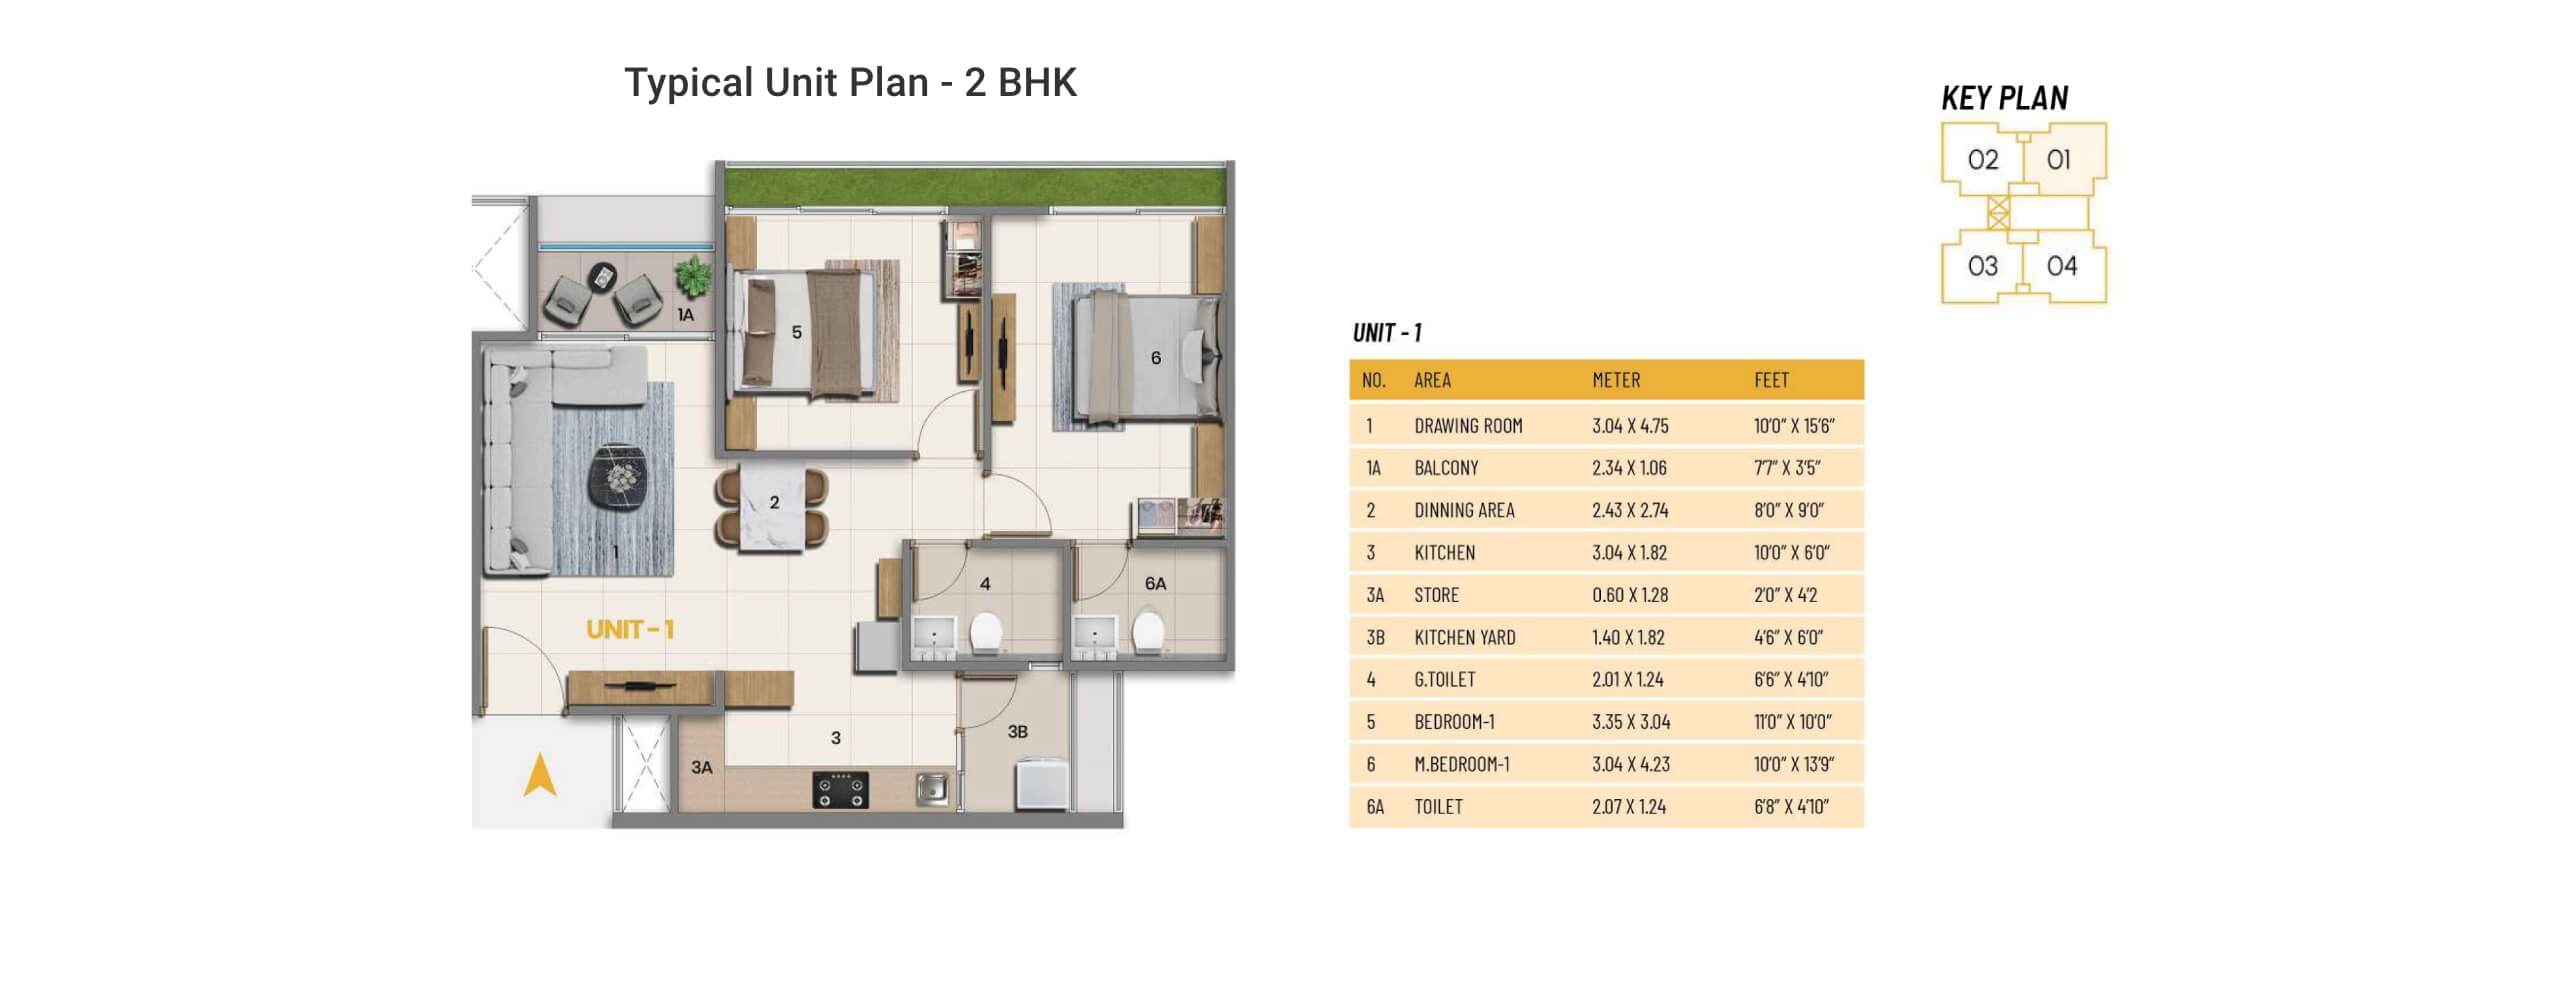 Typical Unit Plan - 2 BHK
KEY PLAN
02 01
03 04
1A
5
6
2
1
4
6A
UNIT-1
3
3A
3B
UNIT - 1
NO. AREA METER FEET
1 DRAWING ROOM 3.04 X 4.75 10'0" X 15'6"
1A BALCONY 2.34 X 1.06 7'7" X 3'5"
2 DINNING AREA 2.43 X 2.74 8'0" X 9'0"
3 KITCHEN 3.04 X 1.82 10'0" X 6'0"
3A STORE 0.60 X 1.28 2'0" X 4'2
3B KITCHEN YARD 1.40 X 1.82 4'6" X 6'0"
4 G.TOILET 2.01 X 1.24 6'6" X 4'10"
5 BEDROOM-1 3.35 X 3.04 11'0" X 10'0"
6 M.BEDROOM-1 3.04 X 4.23 10'0" X 13'9"
6A TOILET 2.07 X 1.24 6'8" X 4'10"